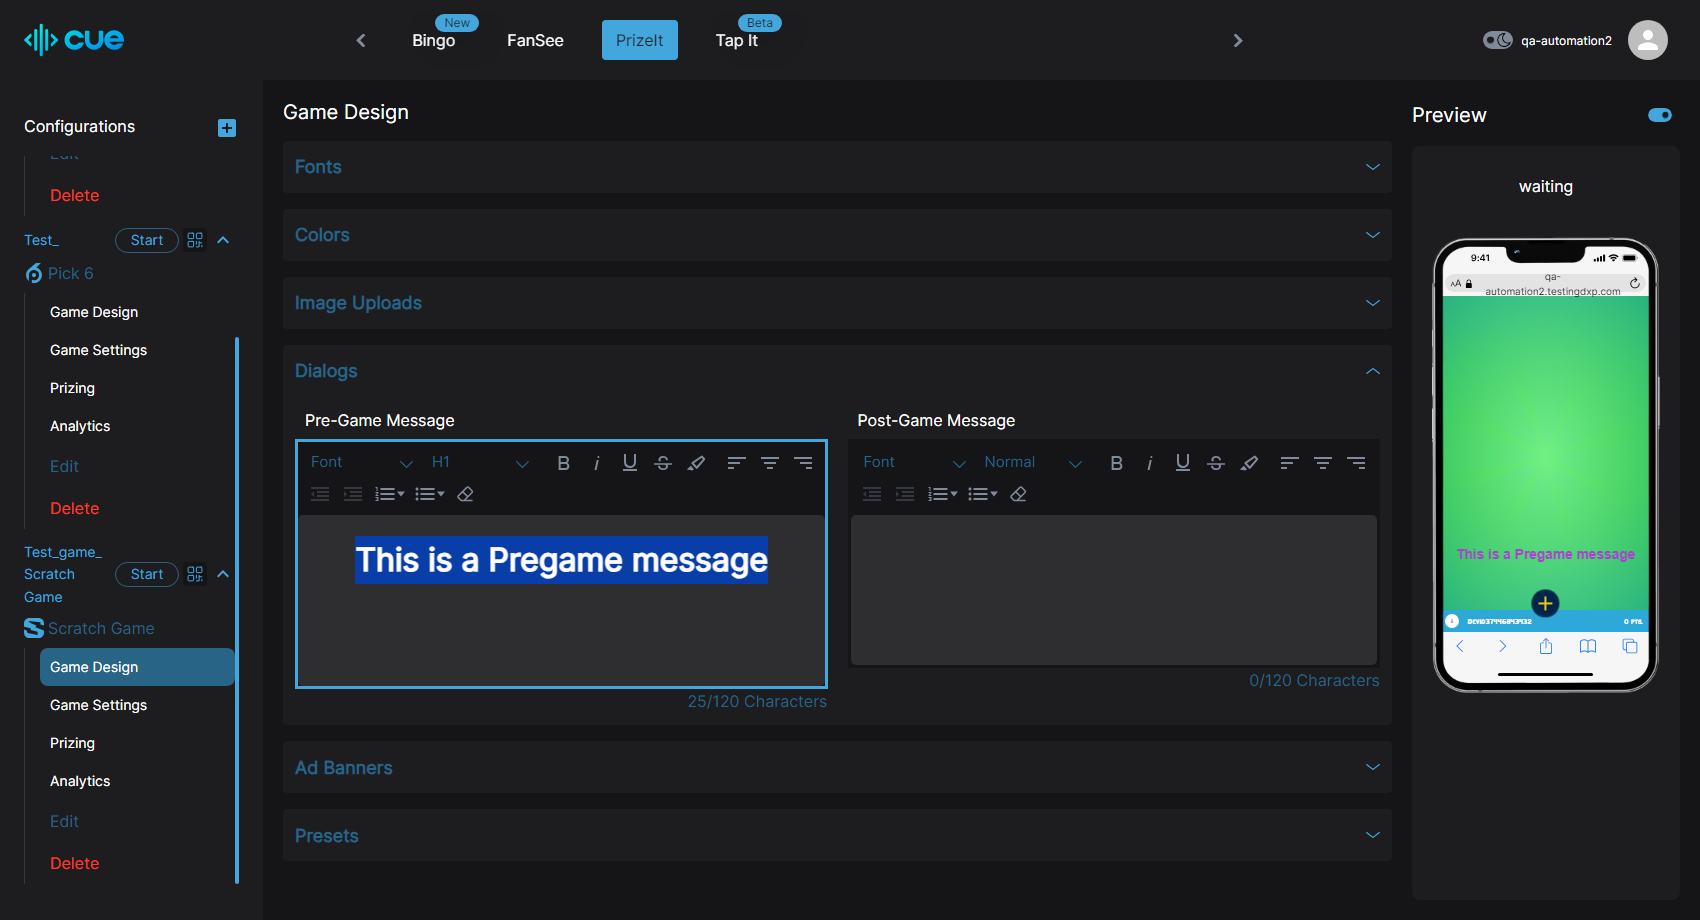 cue
New
Bingo
FanSee
PrizeIt
Beta
Tap It
qa-automation2
Configurations
Edit
Delete
Test_
Start
Pick 6
Game Design
Game Settings
Prizing
Analytics
Edit
Delete
Test_game_
Scratch
Game
Start
Scratch Game
Game Design
Game Settings
Prizing
Analytics
Edit
Delete
Game Design
Fonts
Colors
Image Uploads
Dialogs
Pre-Game Message
Font
H1
B
i
U
S
This is a Pregame message
25/120 Characters
Post-Game Message
Font
Normal
B
i
U
S
0/120 Characters
Ad Banners
Presets
Preview
waiting
9:41
AA
qa-
automation2.testingdxp.com
This is a Pregame message
0 PTS.